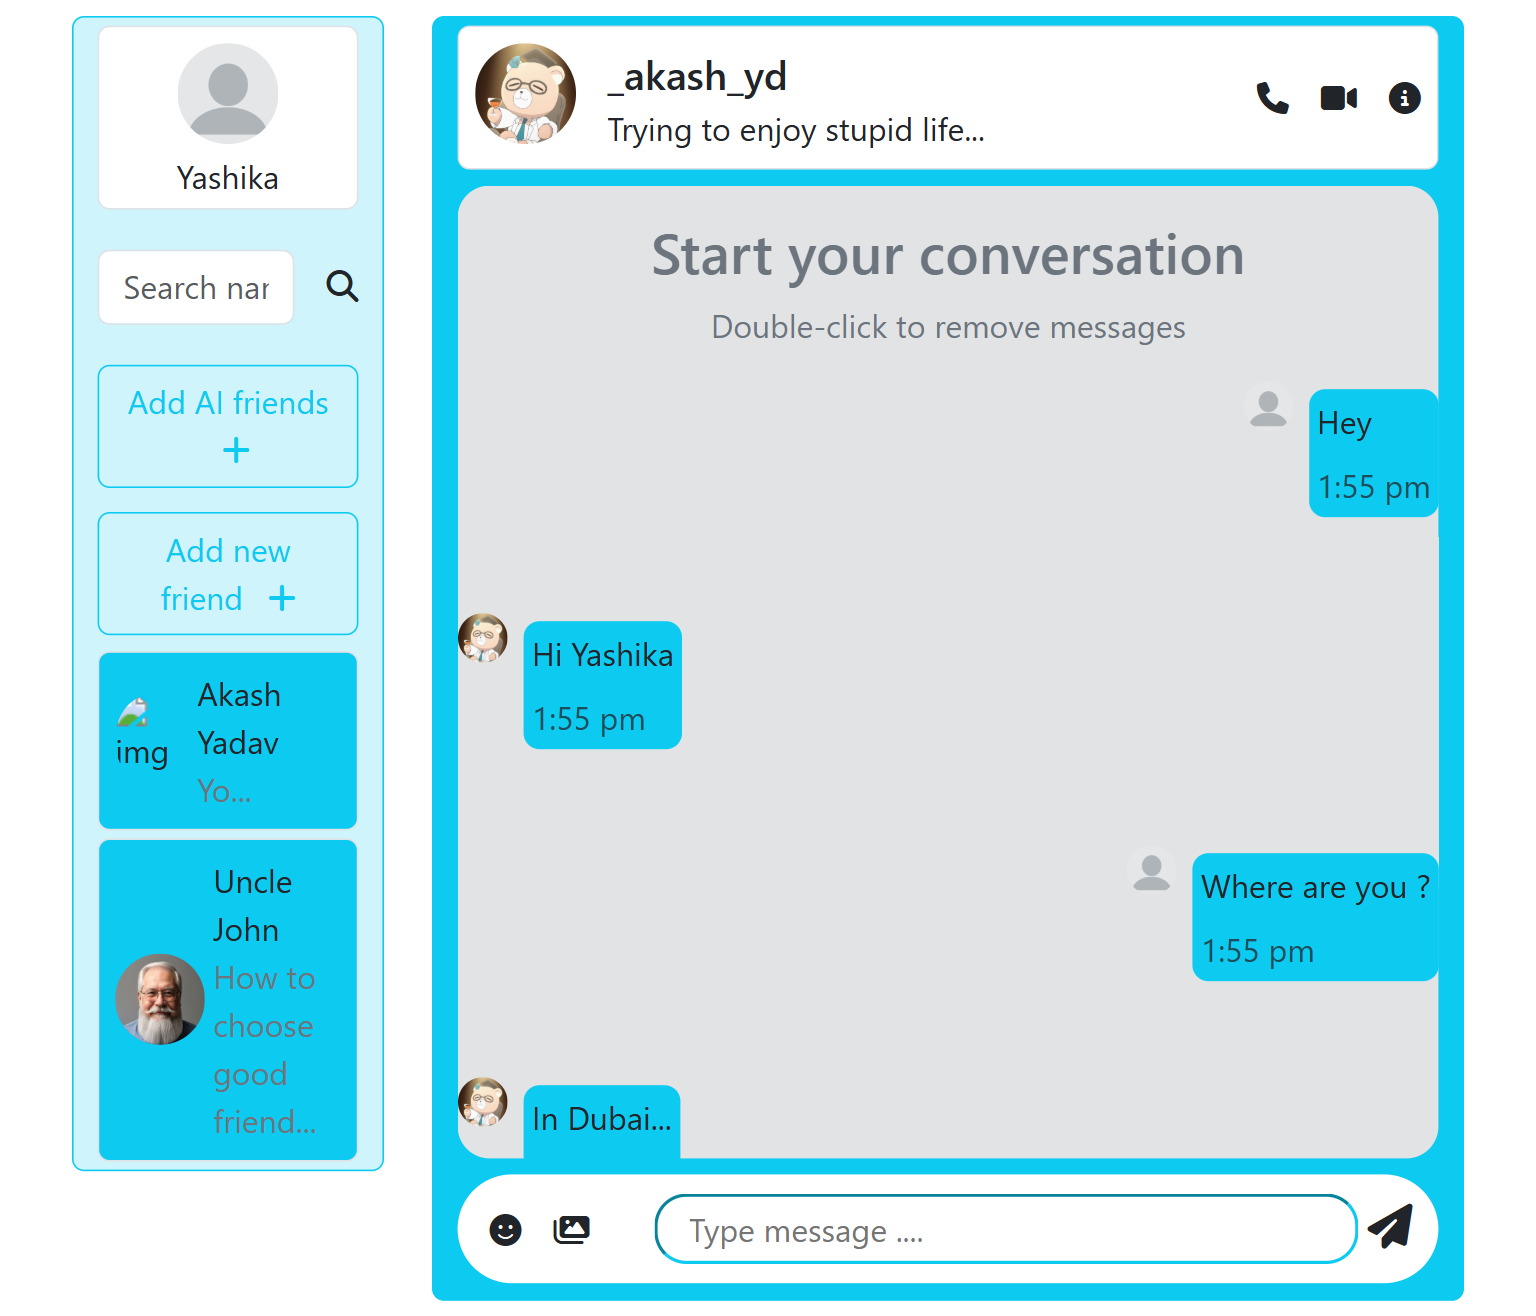 Yashika
Search nar
Add AI friends
+
Add new
friend +
img
Akash
Yadav
Yo...
Uncle
John
How to
choose
good
friend...
_akash_yd
Trying to enjoy stupid life...
Start your conversation
Double-click to remove messages
Hey
1:55 pm
Hi Yashika
1:55 pm
Where are you ?
1:55 pm
In Dubai...
Type message ....